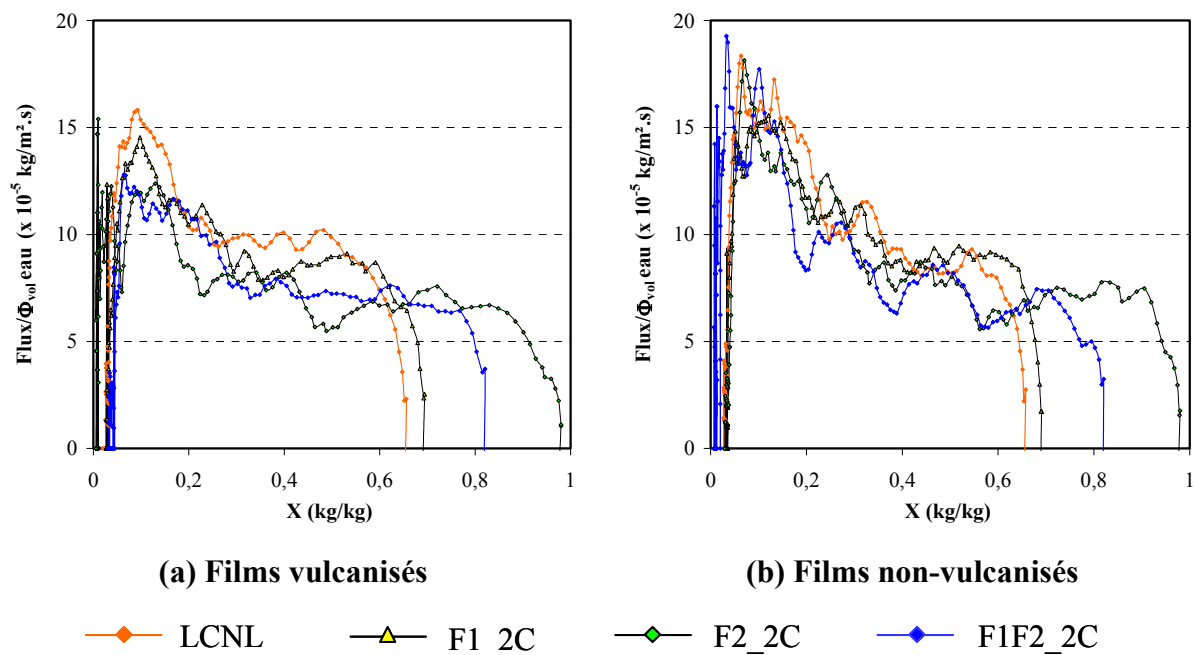 20
15
10
5
0
Flux/Φvol eau (x 10⁻⁵ kg/m².s)
0
0,2
0,4
0,6
0,8
1
X (kg/kg)
(a) Films vulcanisés
20
15
10
5
0
Flux/Φvol eau (x 10⁻⁵ kg/m².s)
0
0,2
0,4
0,6
0,8
1
X (kg/kg)
(b) Films non-vulcanisés
LCNL
F1_2C
F2_2C
F1F2_2C